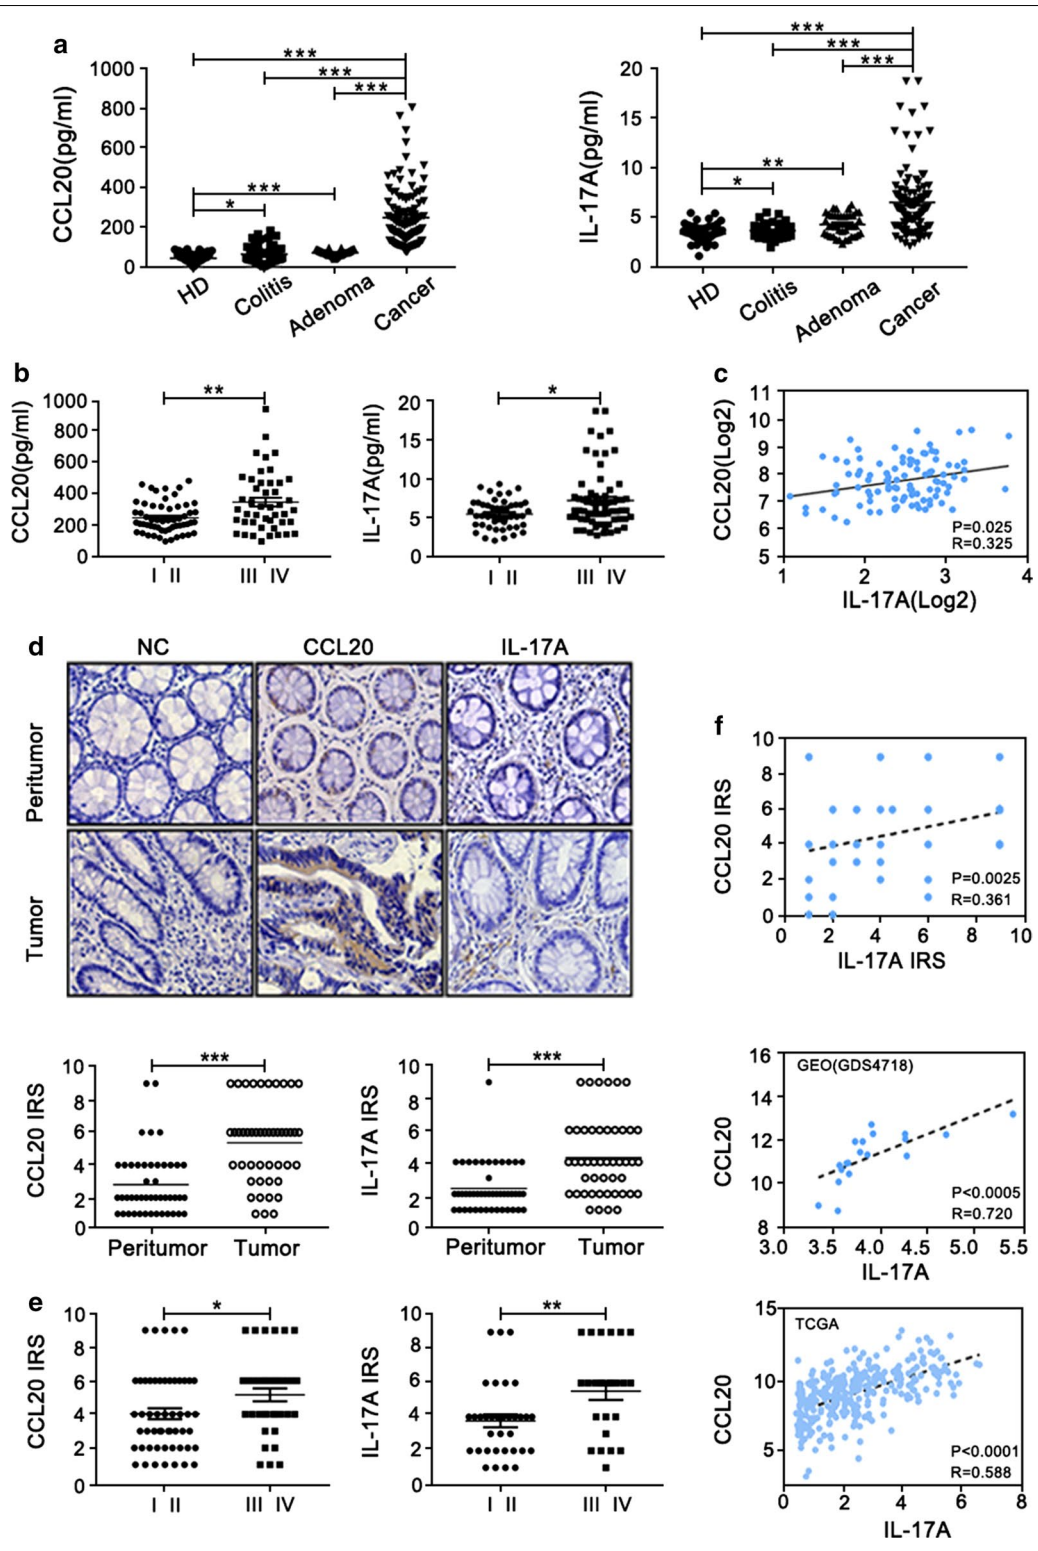 a
***
***
***
***
*
CCL20(pg/ml)
1000
800
600
400
200
0
HD
Colitis
Adenoma
Cancer
***
***
***
**
*
IL-17A(pg/ml)
20
15
10
5
0
HD
Colitis
Adenoma
Cancer
b
**
CCL20(pg/ml)
1000
800
600
400
200
0
I II
III IV
*
IL-17A(pg/ml)
20
15
10
5
0
I II
III IV
c
CCL20(Log2)
11
10
9
8
7
6
5
P=0.025
R=0.325
1
2
3
4
IL-17A(Log2)
d
NC
CCL20
IL-17A
Peritumor
Tumor
***
CCL20 IRS
10
8
6
4
2
0
Peritumor
Tumor
***
IL-17A IRS
10
8
6
4
2
0
Peritumor
Tumor
e
*
CCL20 IRS
10
8
6
4
2
0
I II
III IV
**
IL-17A IRS
10
8
6
4
2
0
I II
III IV
f
CCL20 IRS
10
8
6
4
2
0
P=0.0025
R=0.361
0
2
4
6
8
10
IL-17A IRS
GEO(GDS4718)
CCL20
16
14
12
10
8
P<0.0005
R=0.720
3.0
3.5
4.0
4.5
5.0
5.5
IL-17A
TCGA
CCL20
15
10
5
P<0.0001
R=0.588
0
2
4
6
8
IL-17A